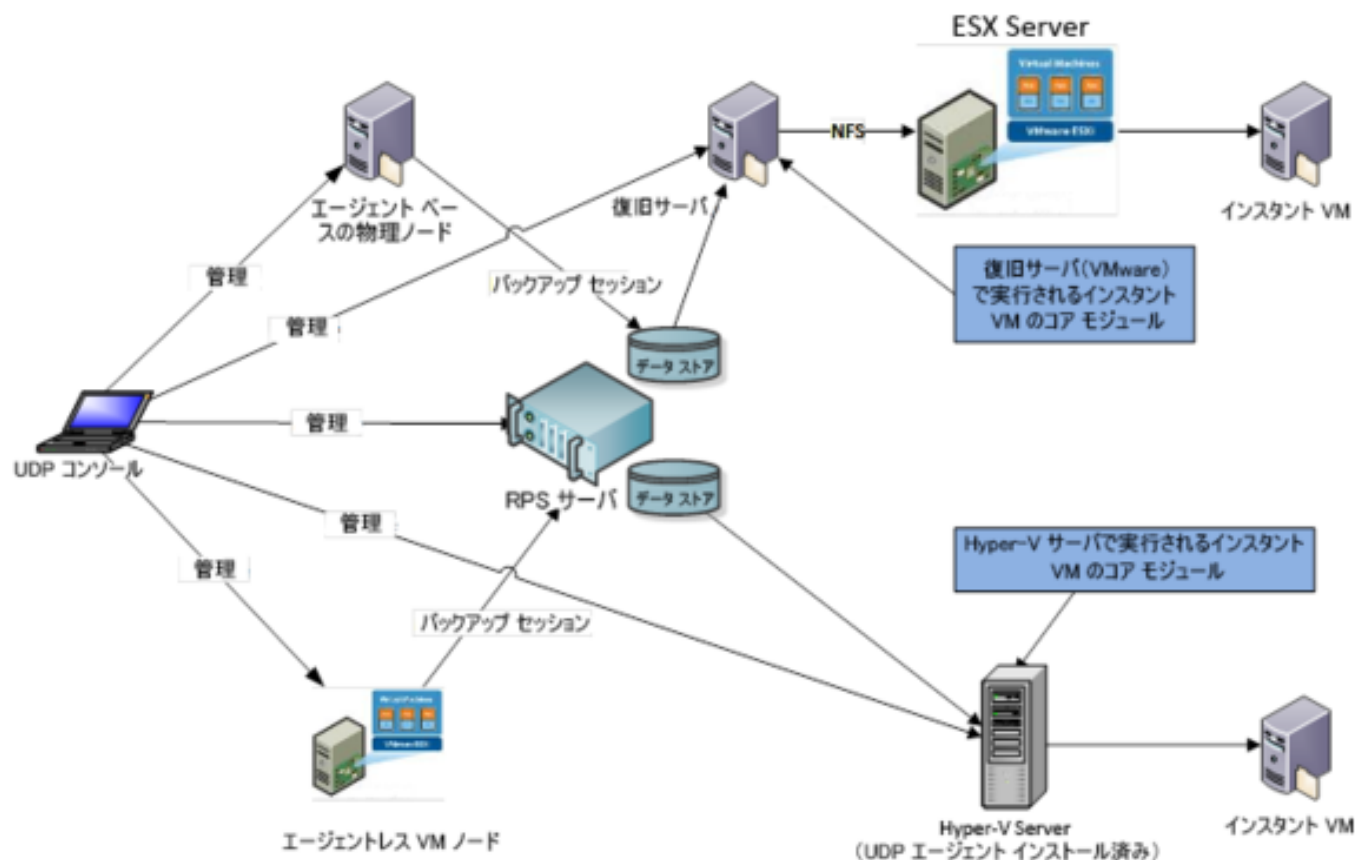 ESX Server
Virtual Machines
VMware ESXi
NFS
インスタント VM
エージェント ベー
スの物理ノード
復旧サーバ
管理
バックアップ セッション
復旧サーバ(VMware)
で実行されるインスタント
VM のコア モジュール
管理
データ ストア
管理
UDP コンソール
RPS サーバ
データ ストア
管理
Hyper-V サーバで実行されるインスタント
VM のコア モジュール
管理
バックアップ セッション
エージェントレス VM ノード
Hyper-V Server
(UDP エージェント インストール済み)
インスタント VM